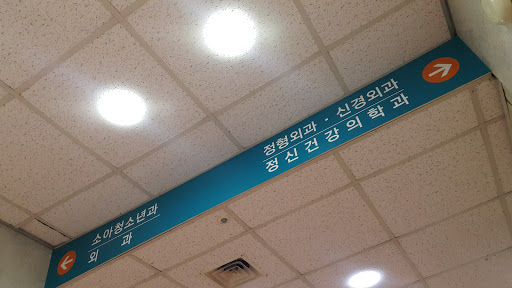 소아청소년과
외 과
정형외과 · 신경외과
정신건강의학과